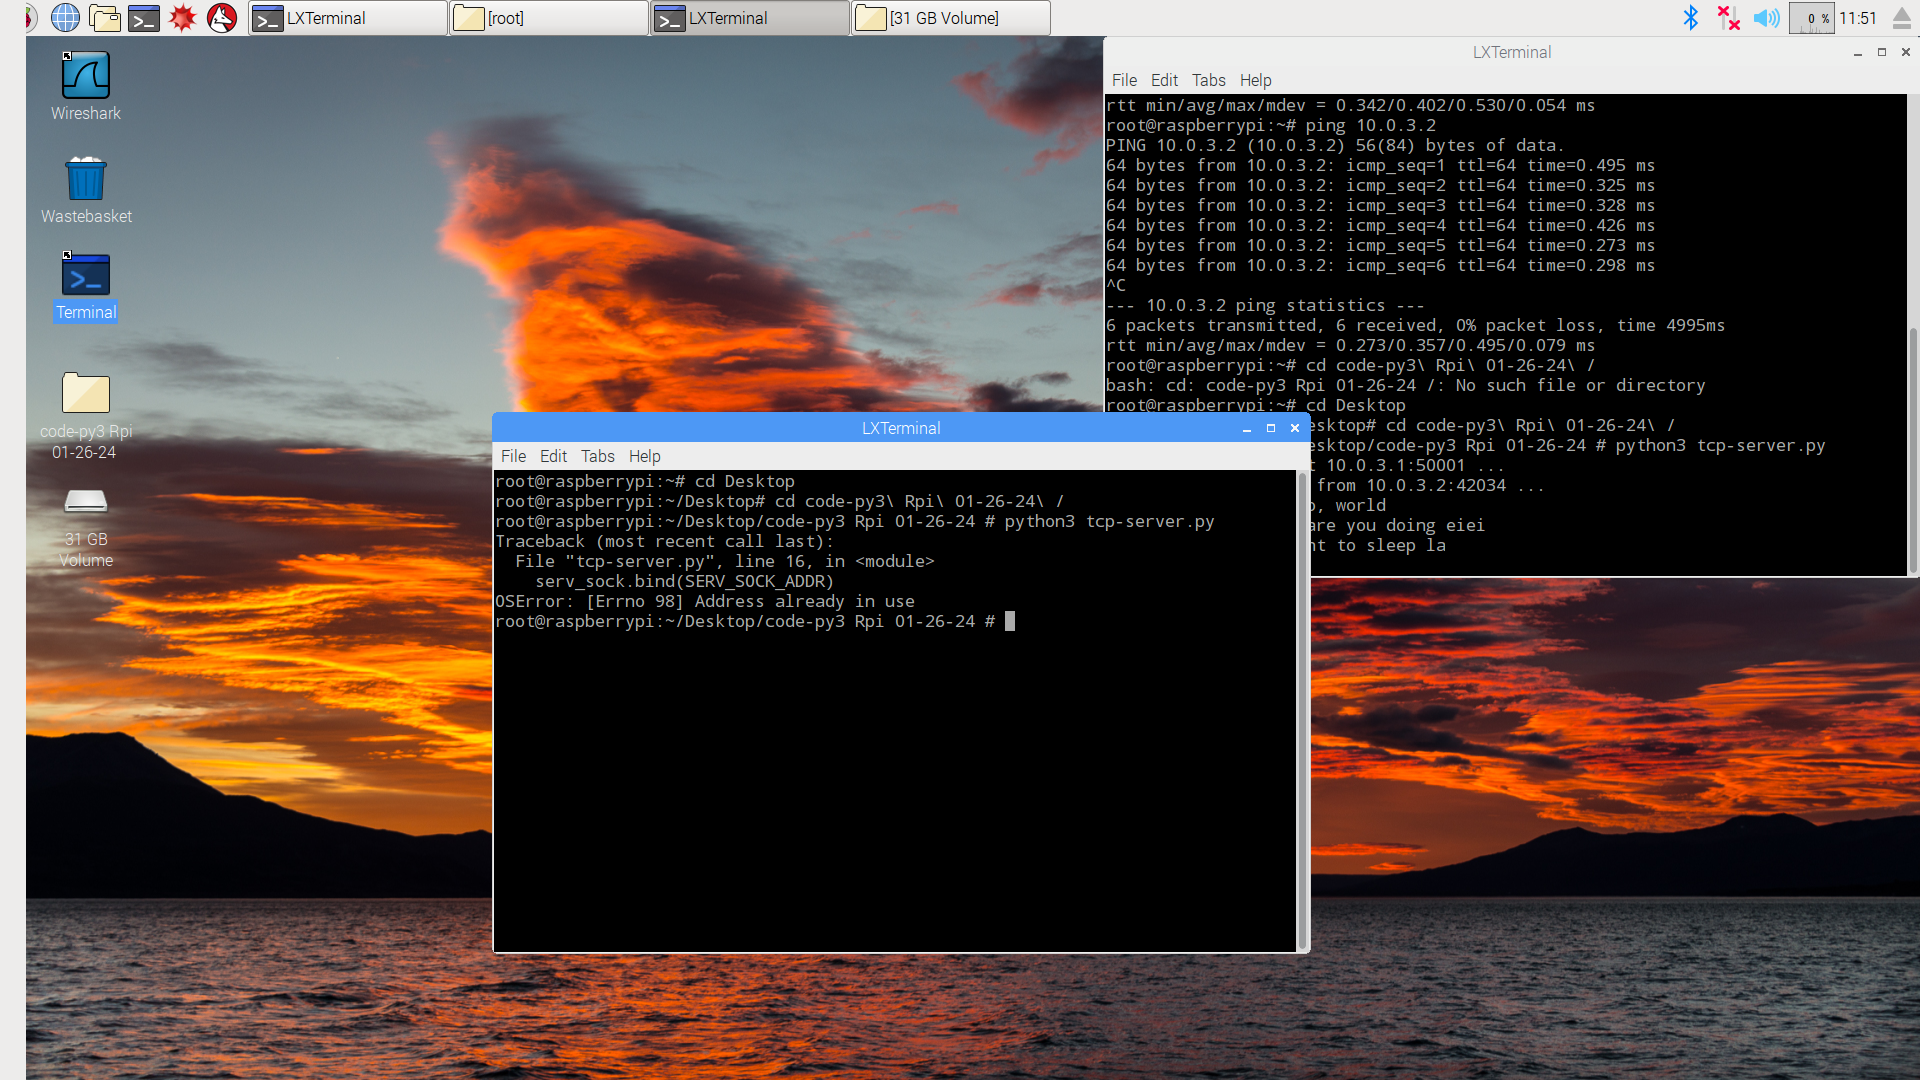 LXTerminal
[root]
LXTerminal
[31 GB Volume]
0 %
11:51
Wireshark
Wastebasket
Terminal
code-py3 Rpi
01-26-24
31 GB
Volume
LXTerminal
File Edit Tabs Help
rtt min/avg/max/mdev = 0.342/0.402/0.530/0.054 ms
root@raspberrypi:~# ping 10.0.3.2
PING 10.0.3.2 (10.0.3.2) 56(84) bytes of data.
64 bytes from 10.0.3.2: icmp_seq=1 ttl=64 time=0.495 ms
64 bytes from 10.0.3.2: icmp_seq=2 ttl=64 time=0.325 ms
64 bytes from 10.0.3.2: icmp_seq=3 ttl=64 time=0.328 ms
64 bytes from 10.0.3.2: icmp_seq=4 ttl=64 time=0.426 ms
64 bytes from 10.0.3.2: icmp_seq=5 ttl=64 time=0.273 ms
64 bytes from 10.0.3.2: icmp_seq=6 ttl=64 time=0.298 ms
^C
--- 10.0.3.2 ping statistics ---
6 packets transmitted, 6 received, 0% packet loss, time 4995ms
rtt min/avg/max/mdev = 0.273/0.357/0.495/0.079 ms
root@raspberrypi:~# cd code-py3\ Rpi\ 01-26-24\ /
bash: cd: code-py3 Rpi 01-26-24 /: No such file or directory
root@raspberrypi:~# cd Desktop
esktop# cd code-py3\ Rpi\ 01-26-24\ /
esktop/code-py3 Rpi 01-26-24 # python3 tcp-server.py
t 10.0.3.1:50001 ...
from 10.0.3.2:42034 ...
, world
are you doing eiei
nt to sleep la
LXTerminal
File Edit Tabs Help
root@raspberrypi:~# cd Desktop
root@raspberrypi:~/Desktop# cd code-py3\ Rpi\ 01-26-24\ /
root@raspberrypi:~/Desktop/code-py3 Rpi 01-26-24 # python3 tcp-server.py
Traceback (most recent call last):
File "tcp-server.py", line 16, in <module>
serv_sock.bind(SERV_SOCK_ADDR)
OSError: [Errno 98] Address already in use
root@raspberrypi:~/Desktop/code-py3 Rpi 01-26-24 #